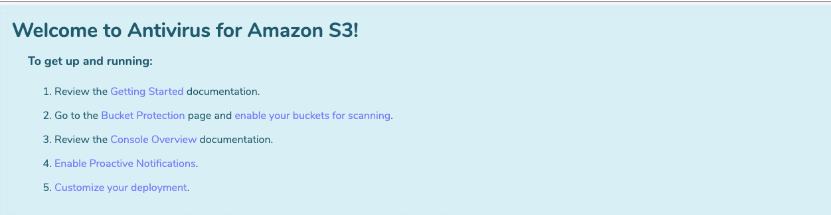 Welcome to Antivirus for Amazon S3!
To get up and running:
1. Review the Getting Started documentation.
2. Go to the Bucket Protection page and enable your buckets for scanning.
3. Review the Console Overview documentation.
4. Enable Proactive Notifications.
5. Customize your deployment.